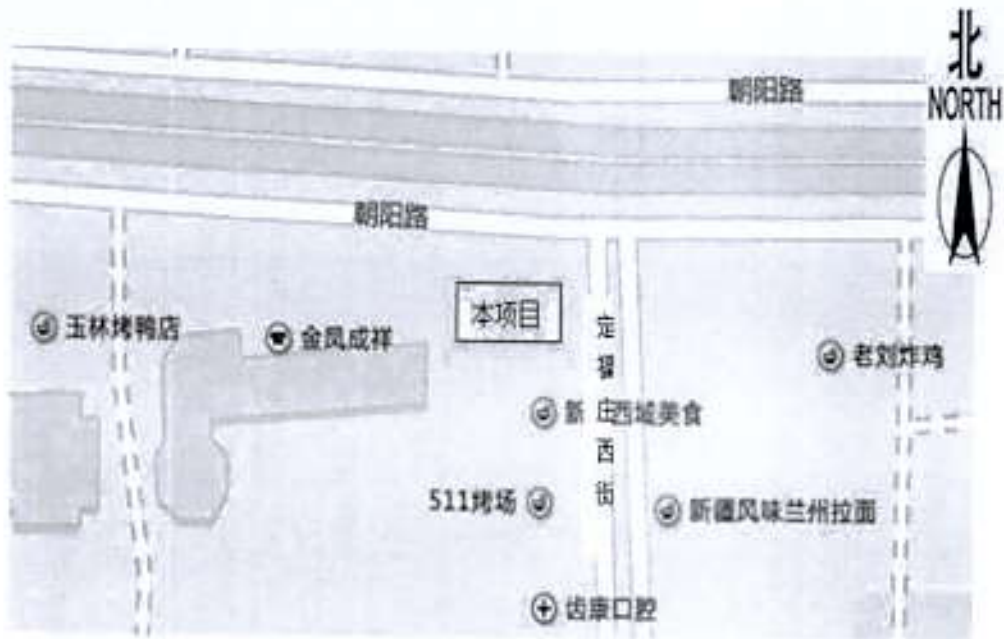 北
NORTH
朝阳路
朝阳路
本项目
玉林烤鸭店
金凤成祥
老刘炸鸡
定福庄西街
新
西域美食
511烤场
新疆风味兰州拉面
齿康口腔